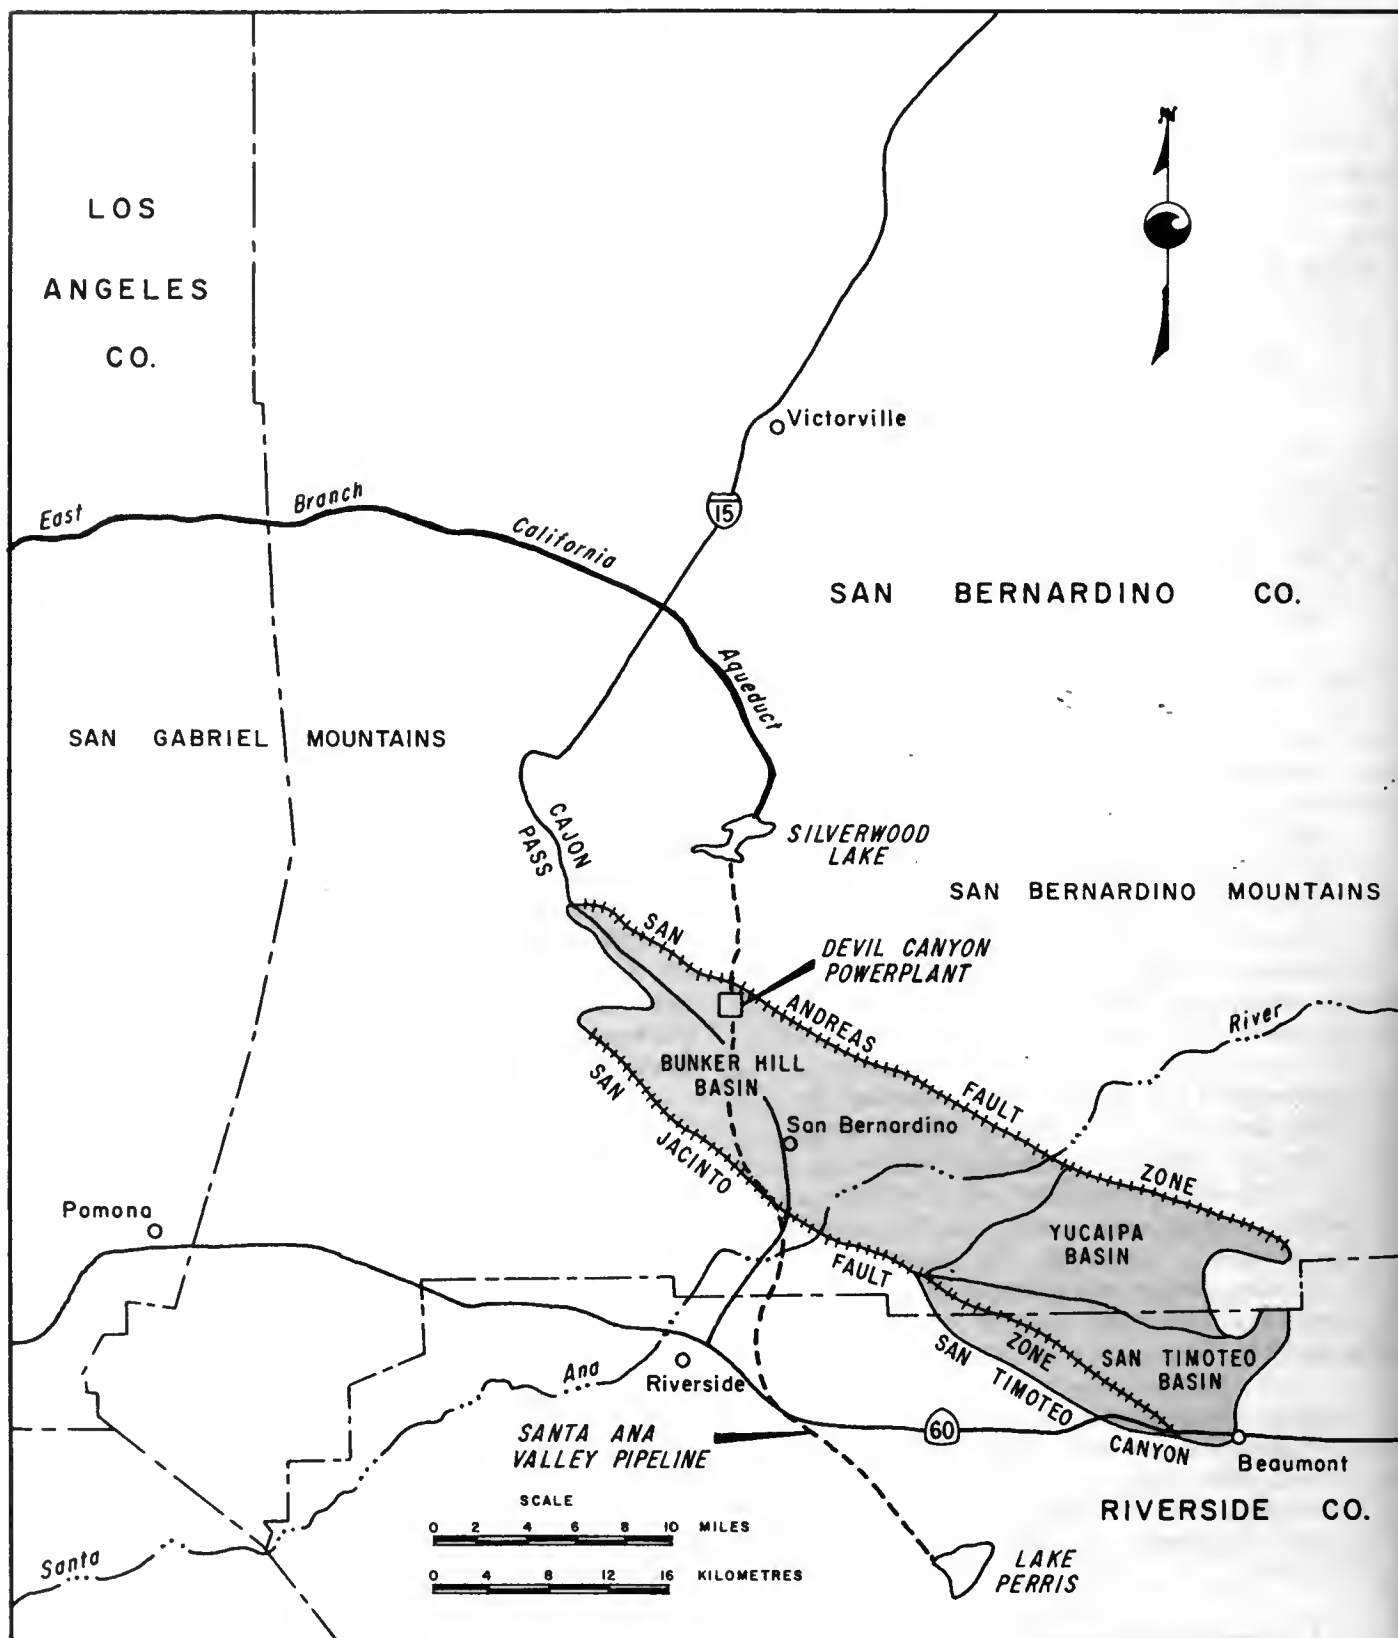 N
LOS
ANGELES
CO.
Victorville
East Branch California Aqueduct
15
SAN BERNARDINO CO.
SAN GABRIEL MOUNTAINS
CAJON
PASS
SILVERWOOD
LAKE
SAN BERNARDINO MOUNTAINS
DEVIL CANYON
POWERPLANT
SAN ANDREAS FAULT ZONE
River
BUNKER HILL
BASIN
San Bernardino
SAN JACINTO FAULT ZONE
Pomona
YUCAIPA
BASIN
SAN TIMOTEO
BASIN
SAN TIMOTEO CANYON
Ana
Riverside
60
SANTA ANA
VALLEY PIPELINE
Beaumont
RIVERSIDE CO.
SCALE
0 2 4 6 8 10 MILES
0 4 8 12 16 KILOMETRES
Santa
LAKE
PERRIS